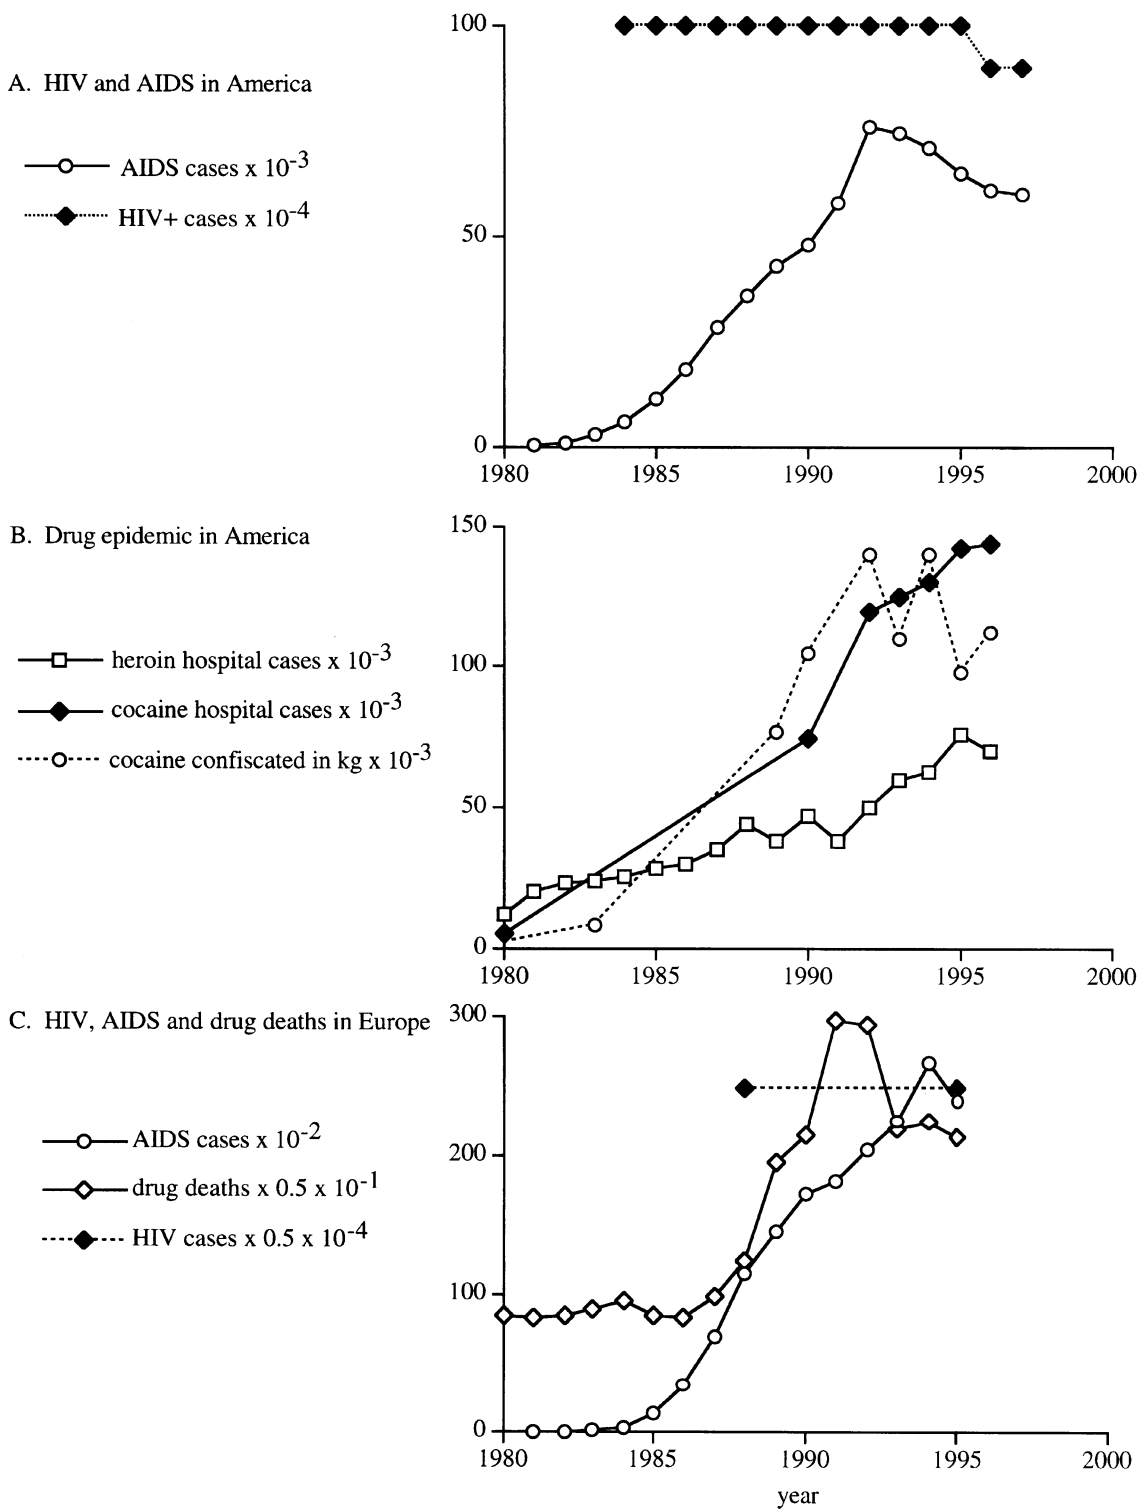 A. HIV and AIDS in America
AIDS cases x 10-3
HIV+ cases x 10-4
100
50
0
1980 1985 1990 1995 2000
B. Drug epidemic in America
heroin hospital cases x 10-3
cocaine hospital cases x 10-3
cocaine confiscated in kg x 10-3
150
100
50
0
1980 1985 1990 1995 2000
C. HIV, AIDS and drug deaths in Europe
AIDS cases x 10-2
drug deaths x 0.5 x 10-1
HIV cases x 0.5 x 10-4
300
200
100
0
1980 1985 1990 1995 2000
year